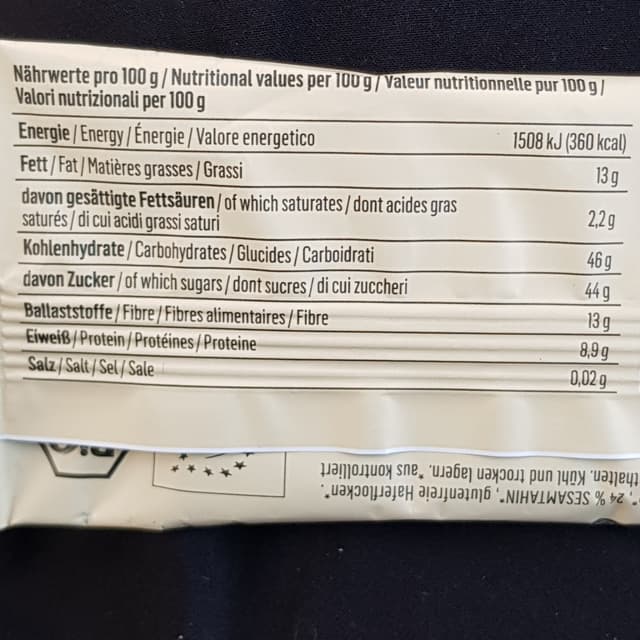 Nährwerte pro 100 g / Nutritional values per 100 g / Valeur nutritionnelle pur 100 g /
Valori nutrizionali per 100 g
Energie / Energy / Énergie / Valore energetico 1508 kJ (360 kcal)
Fett / Fat / Matières grasses / Grassi 13 g
davon gesättigte Fettsäuren / of which saturates / dont acides gras
saturés / di cui acidi grassi saturi 2,2 g
Kohlenhydrate / Carbohydrates / Glucides / Carboidrati 46 g
davon Zucker / of which sugars / dont sucres / di cui zuccheri 44 g
Ballaststoffe / Fibre / Fibres alimentaires / Fibre 13 g
Eiweiß / Protein / Protéines / Proteine 8,9 g
Salz / Salt / Sel / Sale 0,02 g
24 % SESAMTAHIN*, glutenfreie Haferflocken*.
thalten. Kühl und trocken lagern. *aus kontrolliert